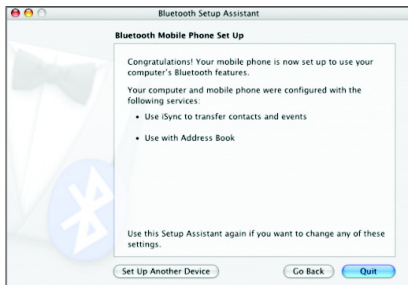 Bluetooth Setup Assistant
Bluetooth Mobile Phone Set Up
Congratulations! Your mobile phone is now set up to use your
computer's Bluetooth features.
Your computer and mobile phone were configured with the
following services:
• Use iSync to transfer contacts and events
• Use with Address Book
Use this Setup Assistant again if you want to change any of these
settings.
Set Up Another Device
Go Back
Quit